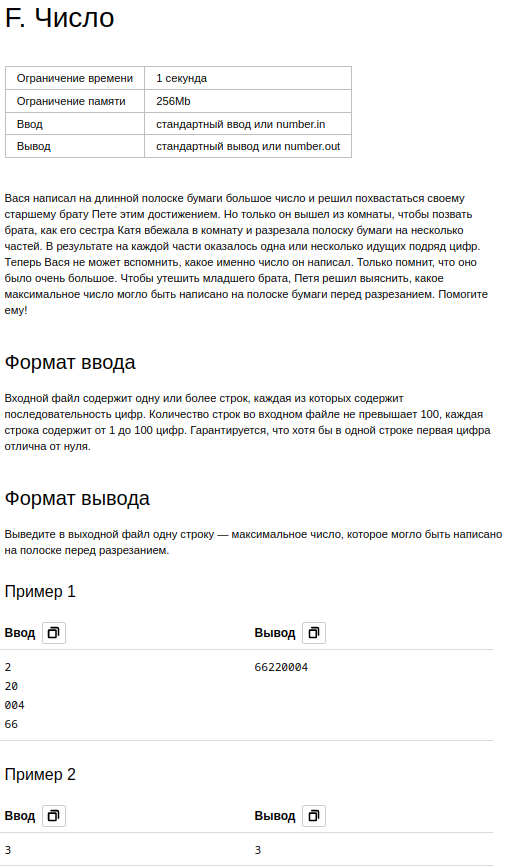 F. Число
Ограничение времени 1 секунда
Ограничение памяти 256Mb
Ввод стандартный ввод или number.in
Вывод стандартный вывод или number.out
Вася написал на длинной полоске бумаги большое число и решил похвастаться своему
старшему брату Пете этим достижением. Но только он вышел из комнаты, чтобы позвать
брата, как его сестра Катя вбежала в комнату и разрезала полоску бумаги на несколько
частей. В результате на каждой части оказалось одна или несколько идущих подряд цифр.
Теперь Вася не может вспомнить, какое именно число он написал. Только помнит, что оно
было очень большое. Чтобы утешить младшего брата, Петя решил выяснить, какое
максимальное число могло быть написано на полоске бумаги перед разрезанием. Помогите
ему!
Формат ввода
Входной файл содержит одну или более строк, каждая из которых содержит
последовательность цифр. Количество строк во входном файле не превышает 100, каждая
строка содержит от 1 до 100 цифр. Гарантируется, что хотя бы в одной строке первая цифра
отлична от нуля.
Формат вывода
Выведите в выходной файл одну строку — максимальное число, которое могло быть написано
на полоске перед разрезанием.
Пример 1
Ввод Вывод
2 66220004
20
004
66
Пример 2
Ввод Вывод
3 3